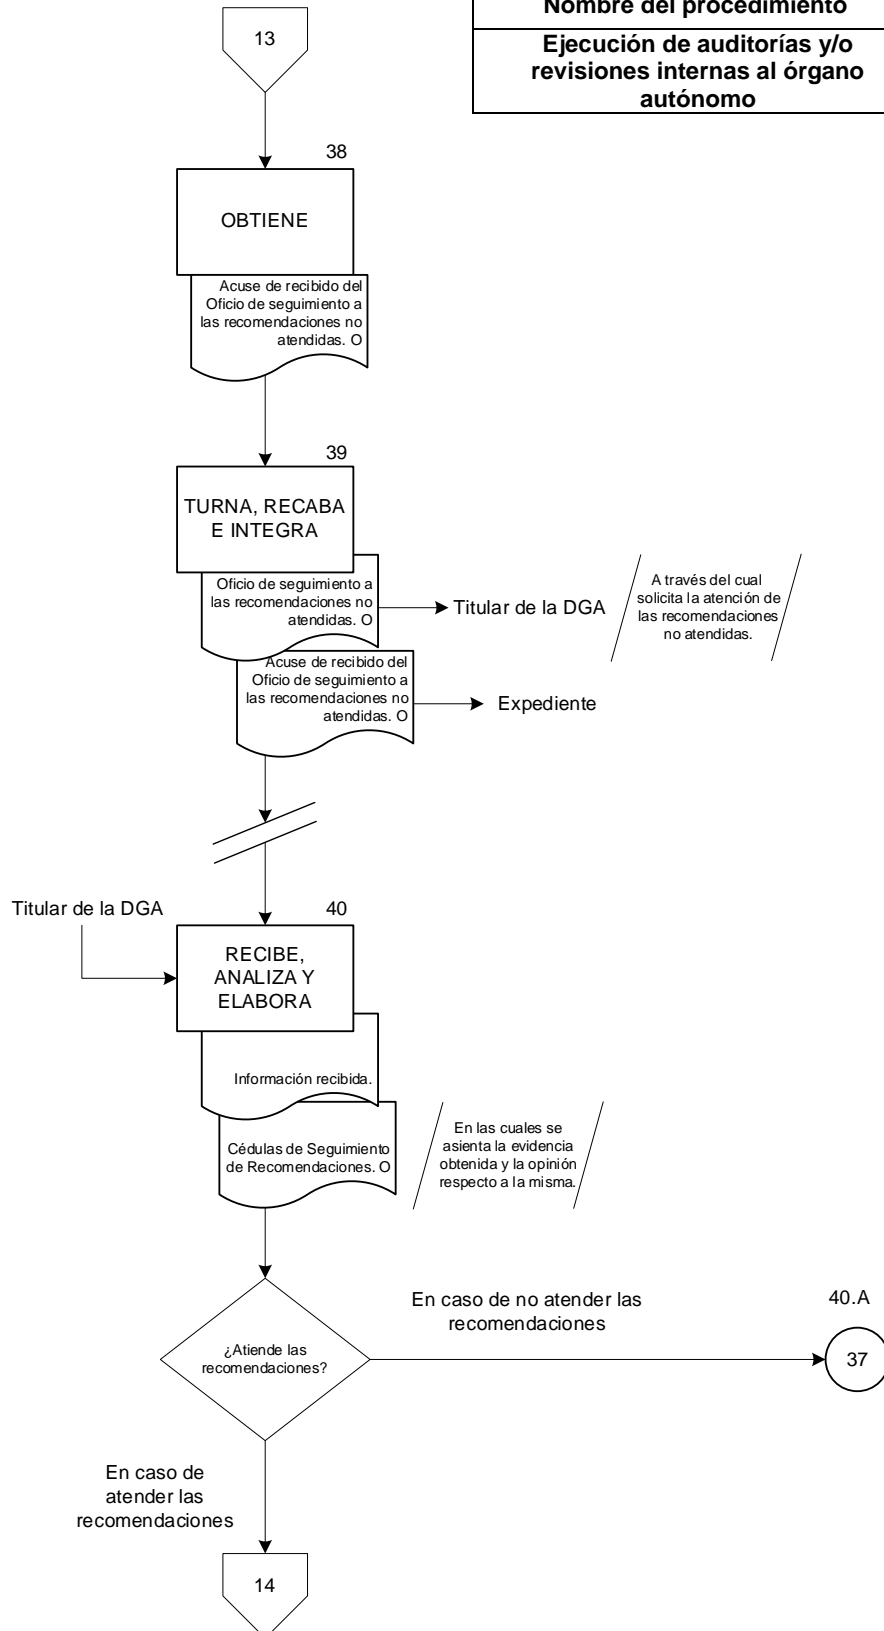 Nombre del procedimiento
Ejecución de auditorías y/o
revisiones internas al órgano
autónomo
13
38
OBTIENE
Acuse de recibido del
Oficio de seguimiento a
las recomendaciones no
atendidas. O
39
TURNA, RECABA
E INTEGRA
Oficio de seguimiento a
las recomendaciones no
atendidas. O
Titular de la DGA
A través del cual
solicita la atención de
las recomendaciones
no atendidas.
Acuse de recibido del
Oficio de seguimiento a
las recomendaciones no
atendidas. O
Expediente
Titular de la DGA
40
RECIBE,
ANALIZA Y
ELABORA
Información recibida.
Cédulas de Seguimiento
de Recomendaciones. O
En las cuales se
asienta la evidencia
obtenida y la opinión
respecto a la misma.
¿Atiende las
recomendaciones?
En caso de no atender las
recomendaciones
40.A
37
En caso de
atender las
recomendaciones
14